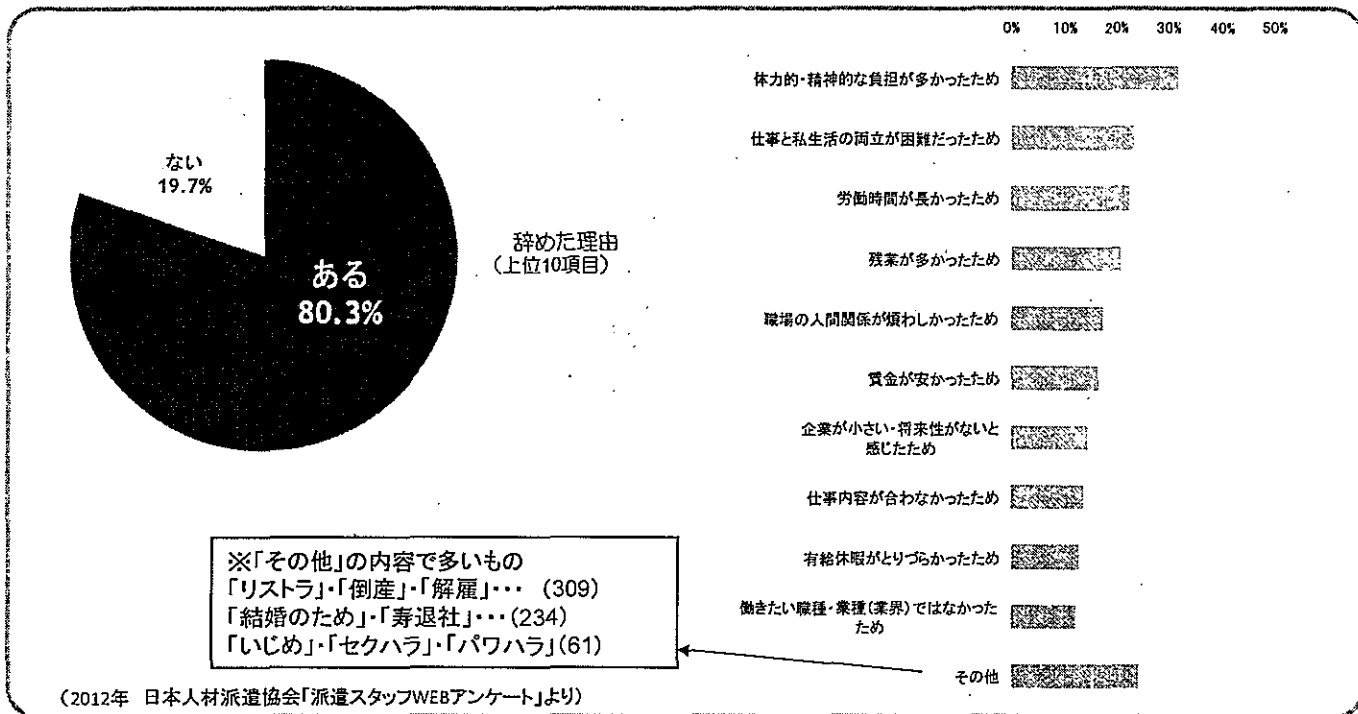 ない
19.7%
ある
80.3%
辞めた理由
(上位10項目)
0% 10% 20% 30% 40% 50%
体力的・精神的な負担が多かったため
仕事と私生活の両立が困難だったため
労働時間が長かったため
残業が多かったため
職場の人間関係が煩わしかったため
賃金が安かったため
企業が小さい・将来性がないと
感じたため
仕事内容が合わなかったため
有給休暇がとりづらかったため
働きたい職種・業種(業界)ではなかった
ため
その他
※「その他」の内容で多いもの
「リストラ」・「倒産」・「解雇」・・・ (309)
「結婚のため」・「寿退社」・・・(234)
「いじめ」・「セクハラ」・「パワハラ」(61)
(2012年 日本人材派遣協会「派遣スタッフWEBアンケート」より)